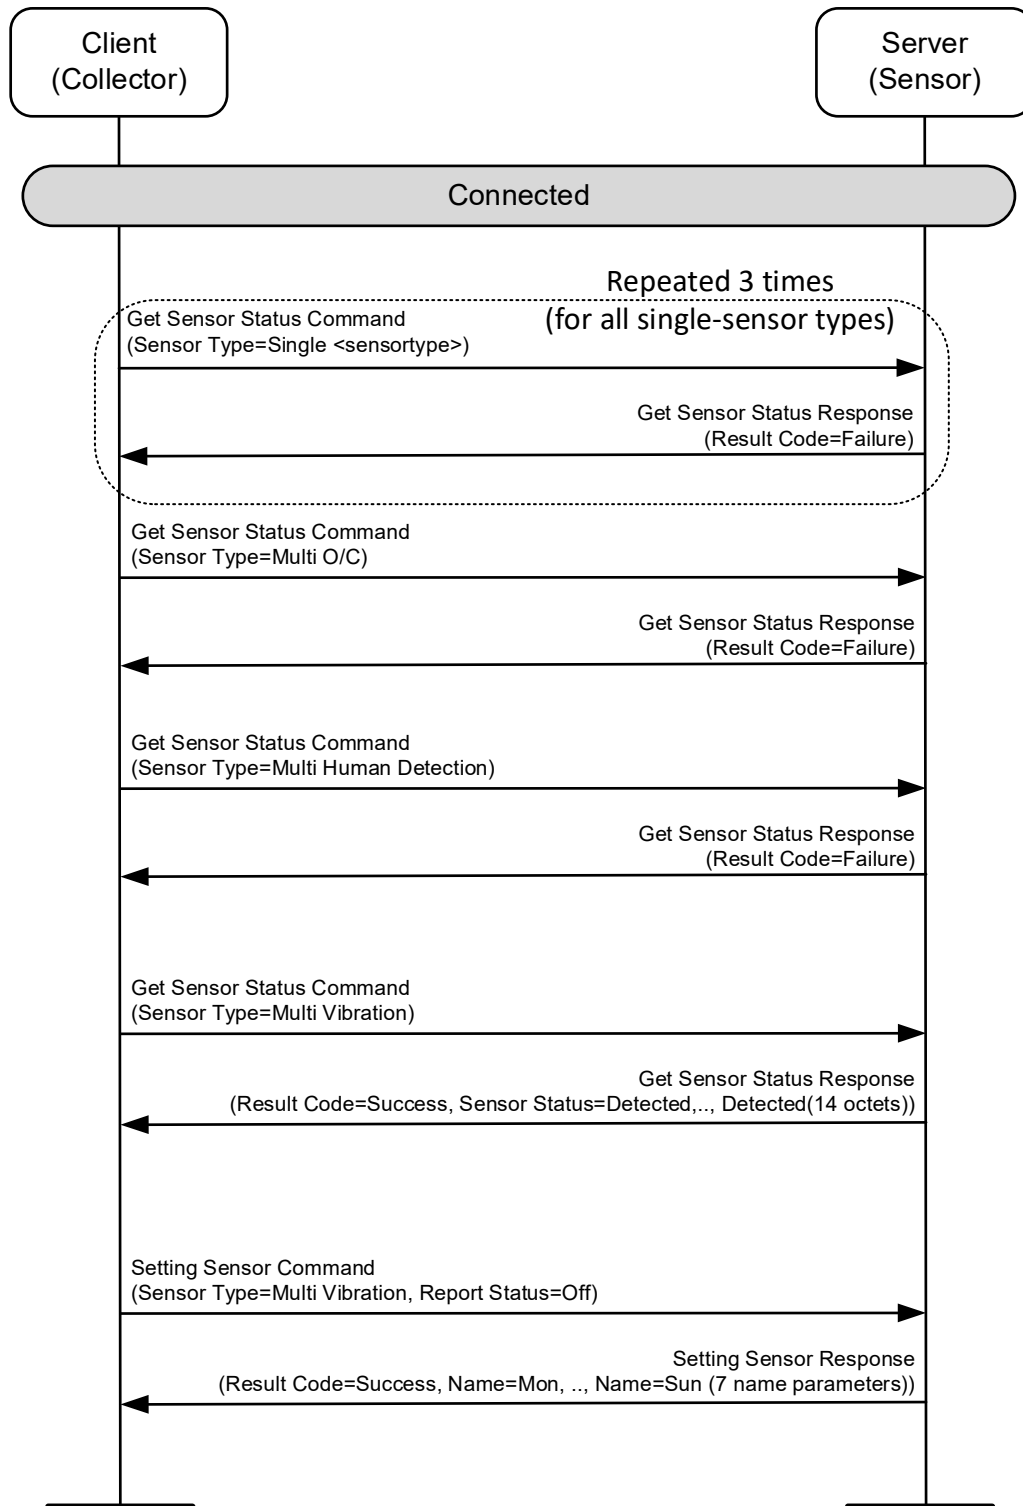 Client
(Collector)
Server
(Sensor)
Connected
Repeated 3 times
(for all single-sensor types)
Get Sensor Status Command
(Sensor Type=Single <sensortype>)
Get Sensor Status Response
(Result Code=Failure)
Get Sensor Status Command
(Sensor Type=Multi O/C)
Get Sensor Status Response
(Result Code=Failure)
Get Sensor Status Command
(Sensor Type=Multi Human Detection)
Get Sensor Status Response
(Result Code=Failure)
Get Sensor Status Command
(Sensor Type=Multi Vibration)
Get Sensor Status Response
(Result Code=Success, Sensor Status=Detected,.., Detected(14 octets))
Setting Sensor Command
(Sensor Type=Multi Vibration, Report Status=Off)
Setting Sensor Response
(Result Code=Success, Name=Mon, .., Name=Sun (7 name parameters))